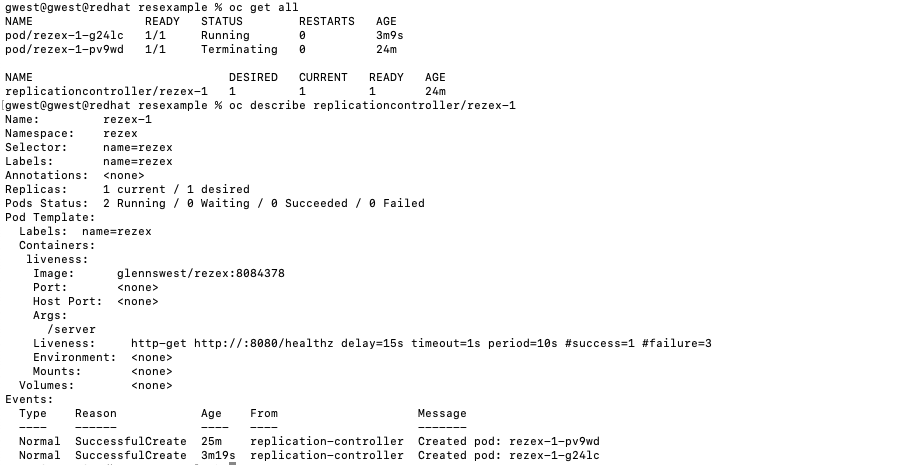 gwest@gwest@redhat resexample % oc get all
NAME                READY   STATUS        RESTARTS   AGE
pod/rezex-1-g24lc   1/1     Running       0          3m9s
pod/rezex-1-pv9wd   1/1     Terminating   0          24m

NAME                            DESIRED   CURRENT   READY   AGE
replicationcontroller/rezex-1   1         1         1       24m
[gwest@gwest@redhat resexample % oc describe replicationcontroller/rezex-1
Name:         rezex-1
Namespace:    rezex
Selector:     name=rezex
Labels:       name=rezex
Annotations:  <none>
Replicas:     1 current / 1 desired
Pods Status:  2 Running / 0 Waiting / 0 Succeeded / 0 Failed
Pod Template:
  Labels:  name=rezex
  Containers:
   liveness:
    Image:      glennswest/rezex:8084378
    Port:       <none>
    Host Port:  <none>
    Args:
      /server
    Liveness:     http-get http://:8080/healthz delay=15s timeout=1s period=10s #success=1 #failure=3
    Environment:  <none>
    Mounts:       <none>
  Volumes:        <none>
Events:
  Type    Reason            Age    From                    Message
  ----    ------            ----   ----                    -------
  Normal  SuccessfulCreate  25m    replication-controller  Created pod: rezex-1-pv9wd
  Normal  SuccessfulCreate  3m19s  replication-controller  Created pod: rezex-1-g24lc